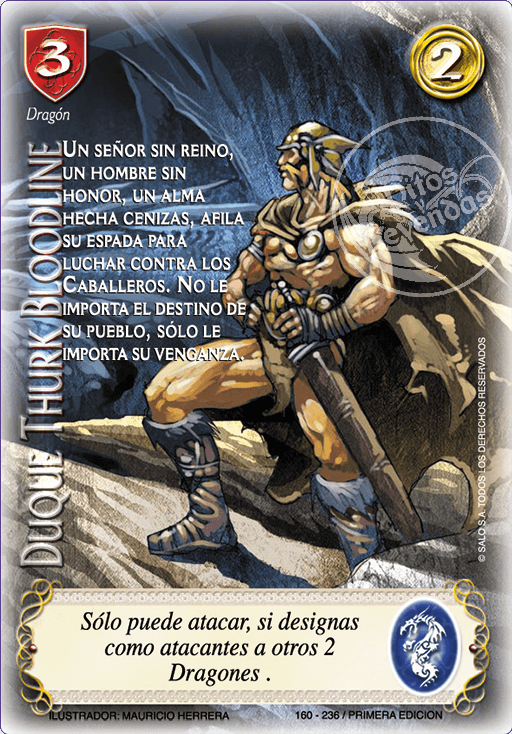 3
2
Dragón
DUQUE THURK BLOODLINE
UN SEÑOR SIN REINO,
UN HOMBRE SIN
HONOR, UN ALMA
HECHA CENIZAS, AFILA
SU ESPADA PARA
LUCHAR CONTRA LOS
CABALLEROS. NO LE
IMPORTA EL DESTINO DE
SU PUEBLO, SÓLO LE
IMPORTA SU VENGANZA.
Mitos
y Leyendas
© SALO S.A. TODOS LOS DERECHOS RESERVADOS
Sólo puede atacar, si designas
como atacantes a otros 2
Dragones .
ILUSTRADOR: MAURICIO HERRERA
160 - 236 / PRIMERA EDICION